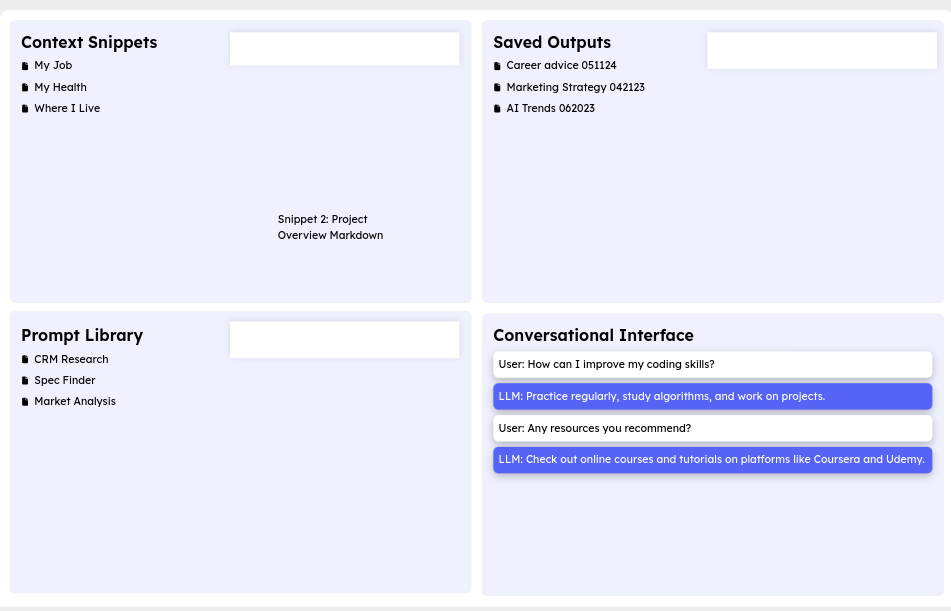 Context Snippets
My Job
My Health
Where I Live
Snippet 2: Project
Overview Markdown
Saved Outputs
Career advice 051124
Marketing Strategy 042123
AI Trends 062023
Prompt Library
CRM Research
Spec Finder
Market Analysis
Conversational Interface
User: How can I improve my coding skills?
LLM: Practice regularly, study algorithms, and work on projects.
User: Any resources you recommend?
LLM: Check out online courses and tutorials on platforms like Coursera and Udemy.